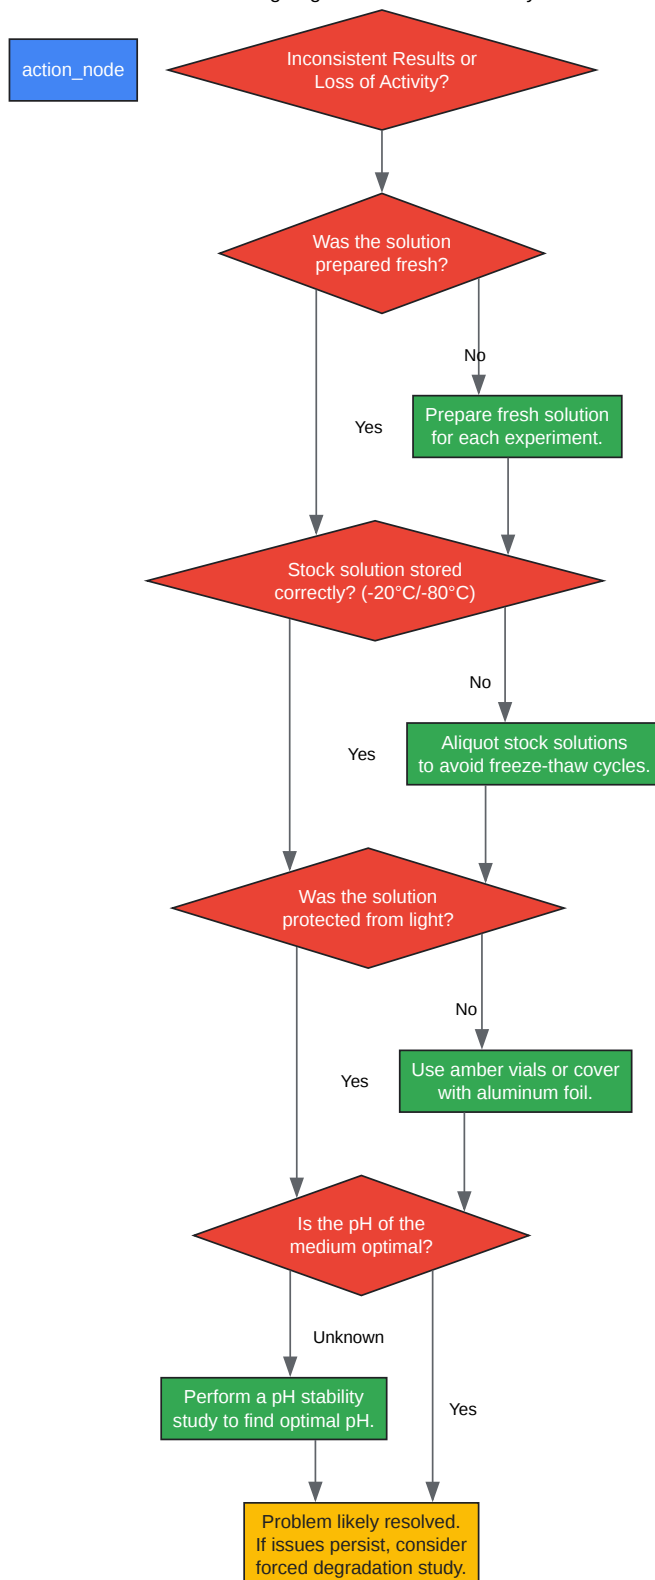 action_node
Inconsistent Results or
Loss of Activity?
Was the solution
prepared fresh?
No
Yes
Prepare fresh solution
for each experiment.
Stock solution stored
correctly? (-20°C/-80°C)
No
Yes
Aliquot stock solutions
to avoid freeze-thaw cycles.
Was the solution
protected from light?
No
Yes
Use amber vials or cover
with aluminum foil.
Is the pH of the
medium optimal?
Unknown
Perform a pH stability
study to find optimal pH.
Yes
Problem likely resolved.
If issues persist, consider
forced degradation study.